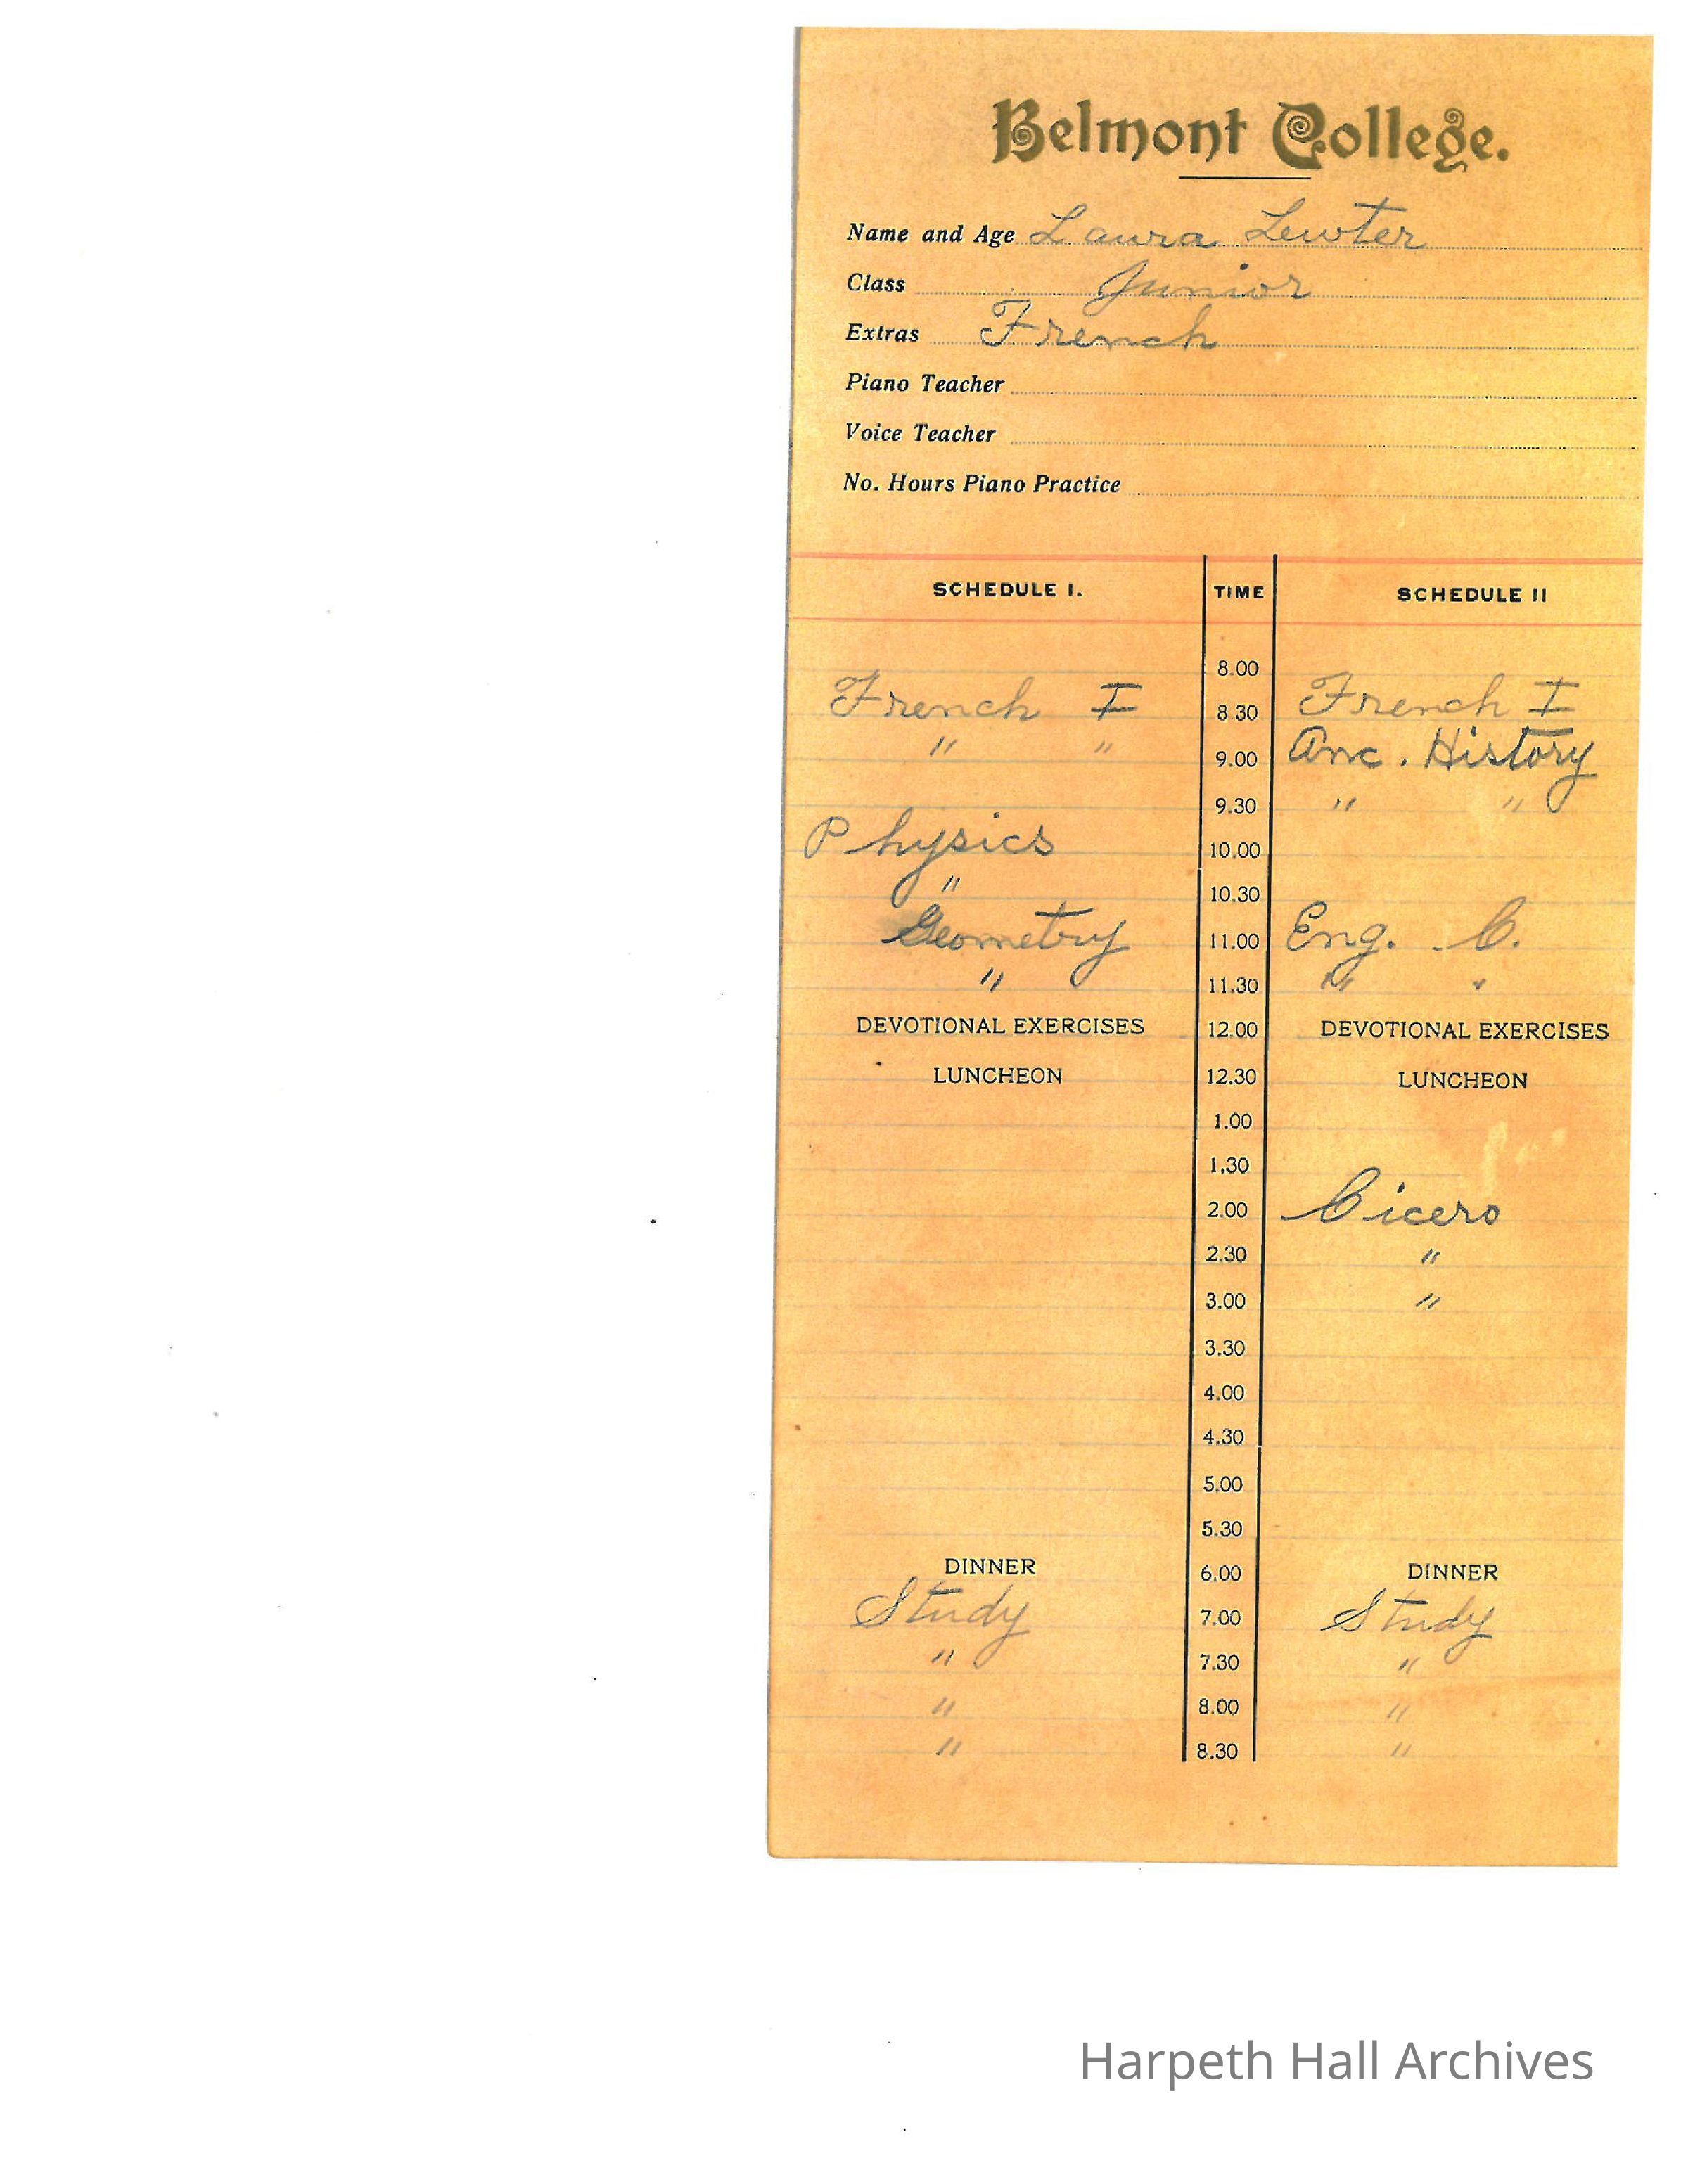 Belmont College.
Name and Age Laura Lewter
Class Junior
Extras French
Piano Teacher
Voice Teacher
No. Hours Piano Practice
SCHEDULE I. TIME SCHEDULE II
8.00
French I 8 30 French I
" " 9.00 Anc. History
9.30 " "
Physics 10.00
" 10.30
Geometry 11.00 Eng. C.
" 11.30 " "
DEVOTIONAL EXERCISES 12.00 DEVOTIONAL EXERCISES
LUNCHEON 12.30 LUNCHEON
1.00
1.30
2.00 Cicero
2.30 "
3.00 "
3.30
4.00
4.30
5.00
5.30
DINNER 6.00 DINNER
Study 7.00 Study
" 7.30 "
" 8.00 "
" 8.30 "
Harpeth Hall Archives